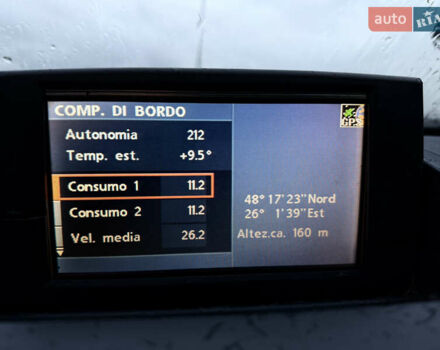 auto RIA
COMP. DI BORDO
GPS
Autonomia 212
Temp. est. +9.5°
Consumo 1 11.2
Consumo 2 11.2
Vel. media 26.2
48° 17'23"Nord
26° 1'39"Est
Altez.ca. 160 m